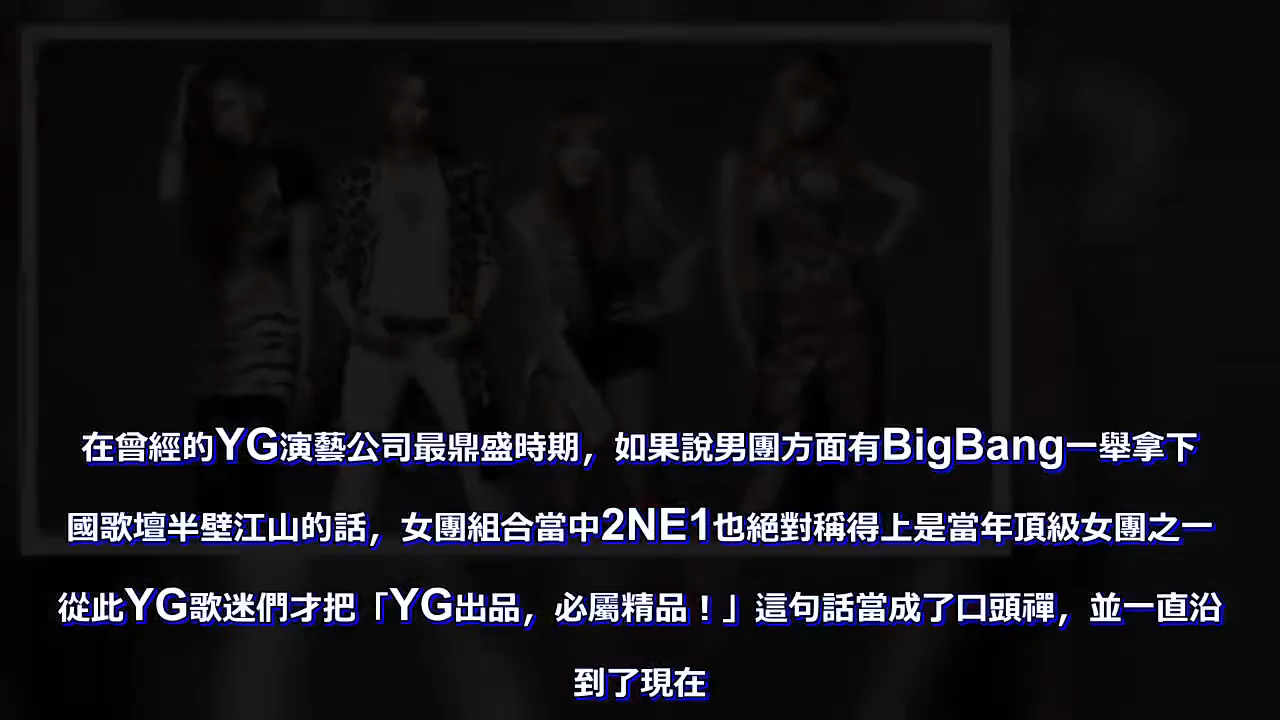 在曾經的YG演藝公司最鼎盛時期，如果說男團方面有BigBang一舉拿下
國歌壇半壁江山的話，女團組合當中2NE1也絕對稱得上是當年頂級女團之一
從此YG歌迷們才把「YG出品，必屬精品！」這句話當成了口頭禪，並一直沿
到了現在